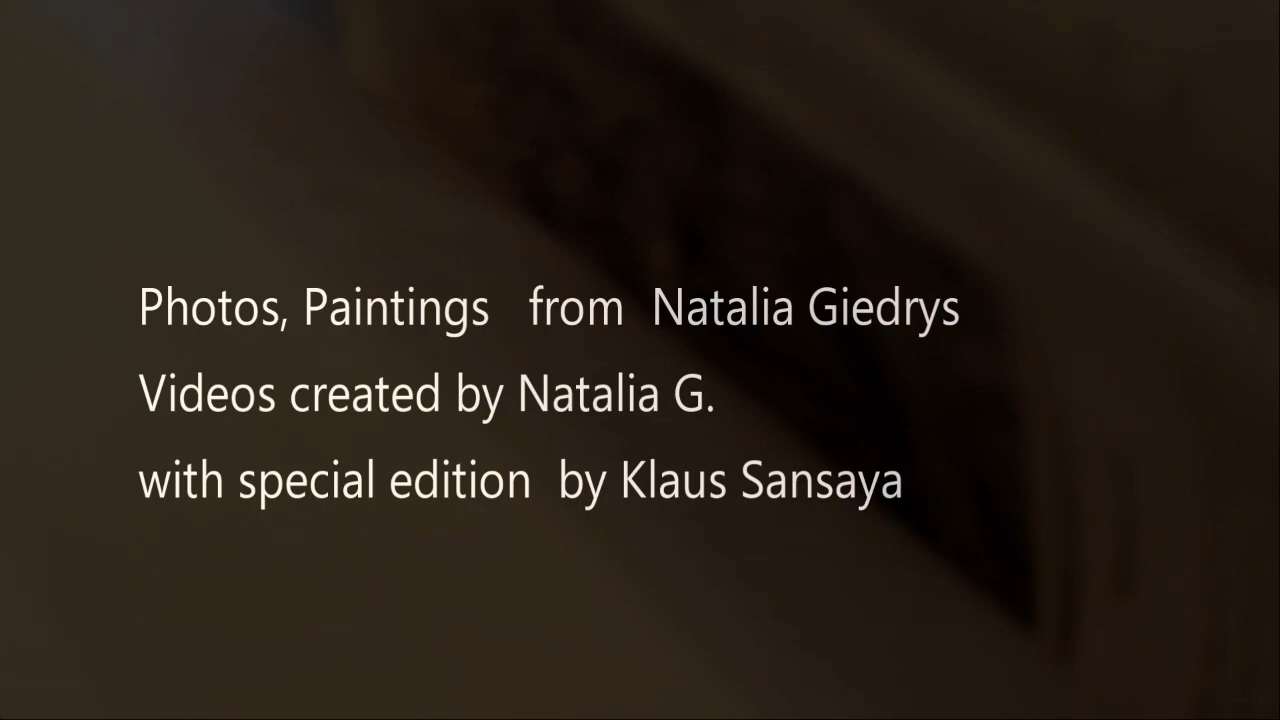 Photos, Paintings from Natalia Giedrys
Videos created by Natalia G.
with special edition by Klaus Sansaya